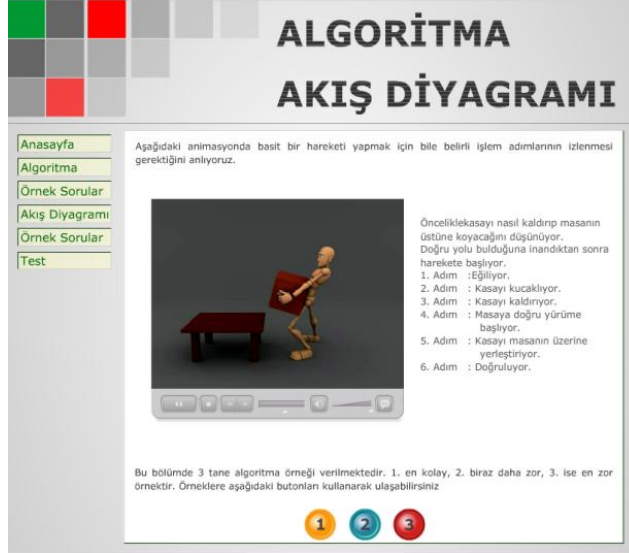 ALGORİTMA
AKIŞ DİYAGRAMI
Anasayfa
Algoritma
Örnek Sorular
Akış Diyagramı
Örnek Sorular
Test
Aşağıdaki animasyonda basit bir hareketi yapmak için bile belirli işlem adımlarının izlenmesi
gerektiğini anlıyoruz.
Önceliklekasayı nasıl kaldırıp masanın
üstüne koyacağını düşünüyor.
Doğru yolu bulduğuna inandıktan sonra
harekete başlıyor.
1. Adım :Eğiliyor.
2. Adım : Kasayı kucaklıyor.
3. Adım : Kasayı kaldırıyor.
4. Adım : Masaya doğru yürüme
başlıyor.
5. Adım : Kasayı masanın üzerine
yerleştiriyor.
6. Adım : Doğruluyor.
Bu bölümde 3 tane algoritma örneği verilmektedir. 1. en kolay, 2. biraz daha zor, 3. ise en zor
örnektir. Örneklere aşağıdaki butonları kullanarak ulaşabilirsiniz
1 2 3